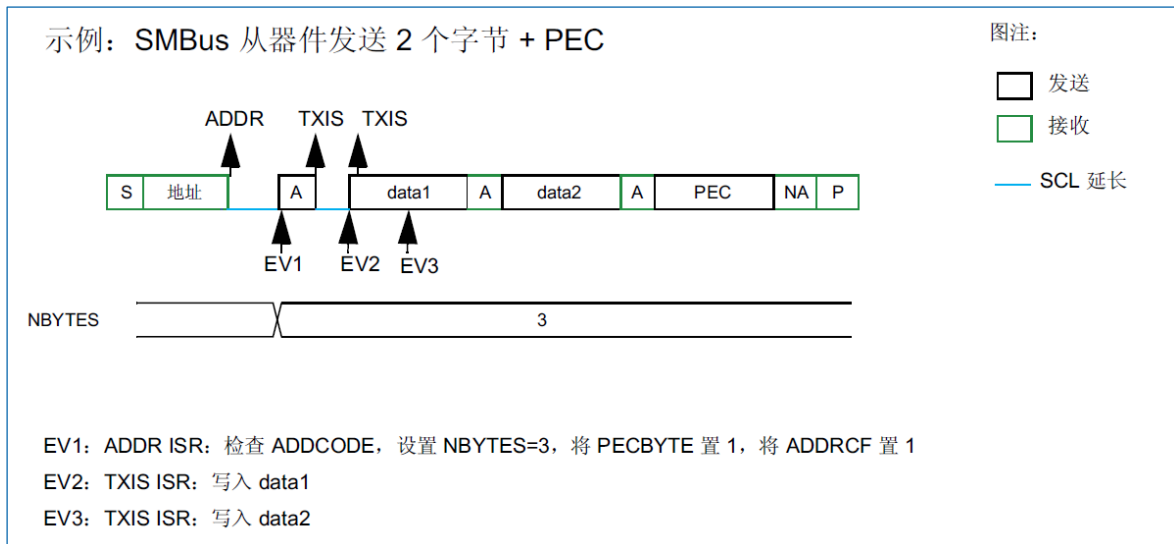 示例：SMBus 从器件发送 2 个字节 + PEC
图注：
发送
接收
SCL 延长
ADDR TXIS TXIS
S 地址 A data1 A data2 A PEC NA P
EV1 EV2 EV3
NBYTES 3
EV1：ADDR ISR：检查 ADDCODE，设置 NBYTES=3，将 PECBYTE 置 1，将 ADDRCF 置 1
EV2：TXIS ISR：写入 data1
EV3：TXIS ISR：写入 data2